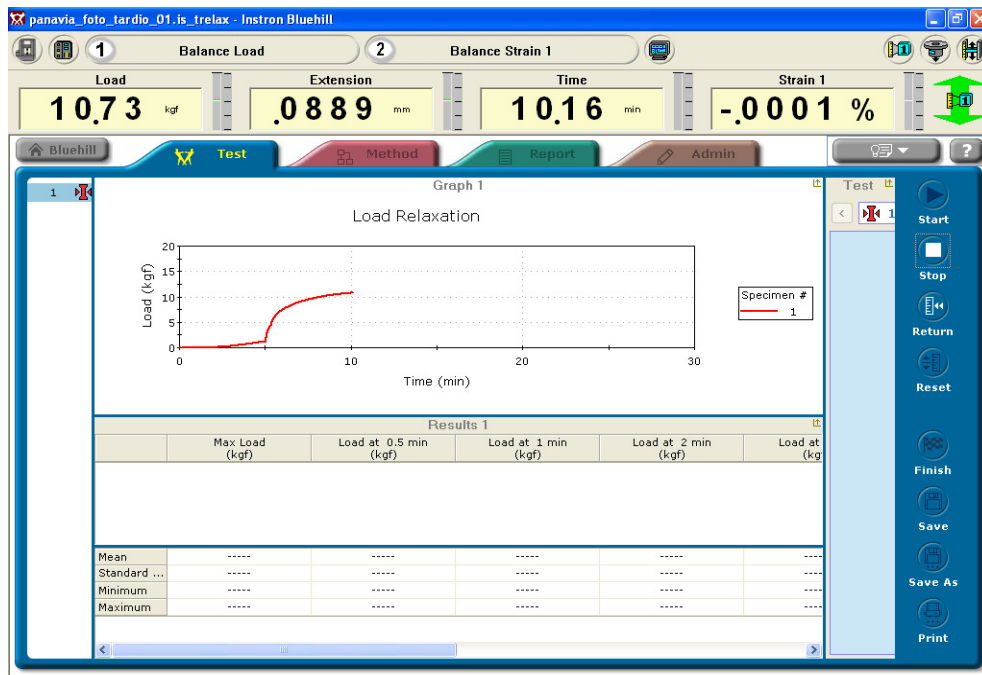 panavia_foto_tardio_01.is_trelax - Instron Bluehill
1 Balance Load 2 Balance Strain 1
Load Extension Time Strain 1
10.73 kgf .0889 mm 10.16 min -.0001 %
Bluehill Test Method Report Admin ?
1 Graph 1 Test
Load Relaxation
< 1
Start
Stop
Return
Reset
Finish
Save
Save As
Print
20
15
10
5
0
Load (kgf)
0 10 20 30
Time (min)
Specimen #
1
Results 1
Max Load (kgf) Load at 0.5 min (kgf) Load at 1 min (kgf) Load at 2 min (kgf) Load at (kg
Mean ----- ----- ----- ----- ----
Standard ... ----- ----- ----- ----- ----
Minimum ----- ----- ----- ----- ----
Maximum ----- ----- ----- ----- ----